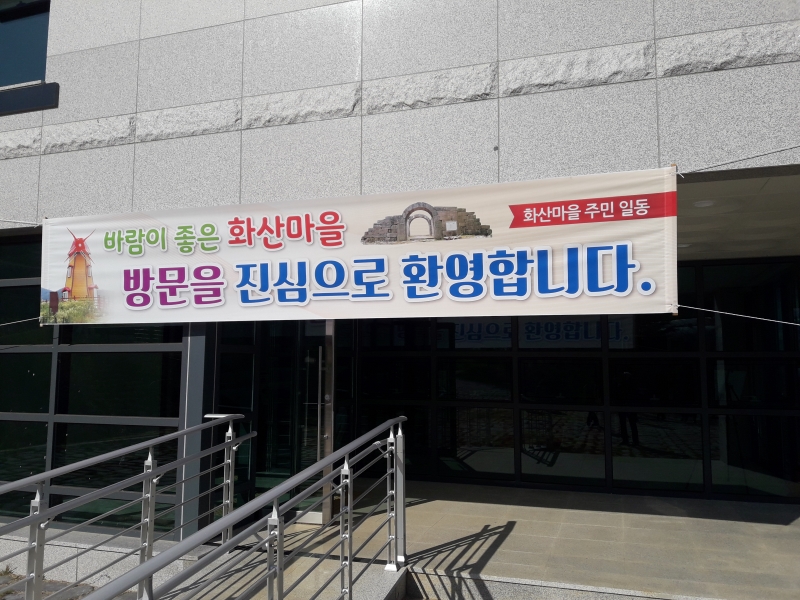 바람이 좋은 화산마을
화산마을 주민 일동
방문을 진심으로 환영합니다.